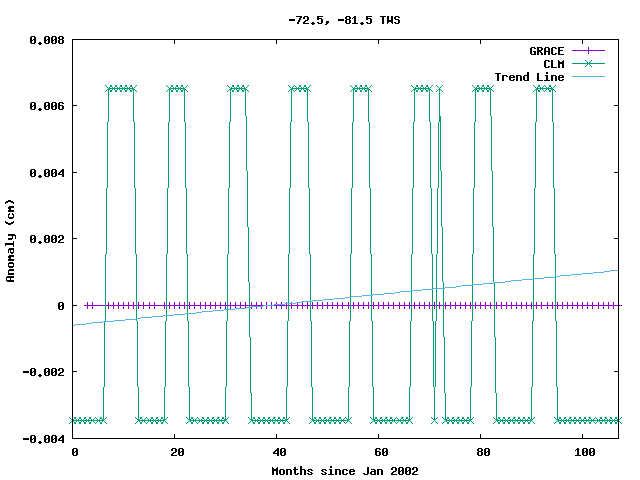 -72.5, -81.5 TWS
0.008
GRACE
CLM
Trend Line
0.006
0.004
0.002
0
-0.002
-0.004
Anomaly (cm)
0 20 40 60 80 100
Months since Jan 2002